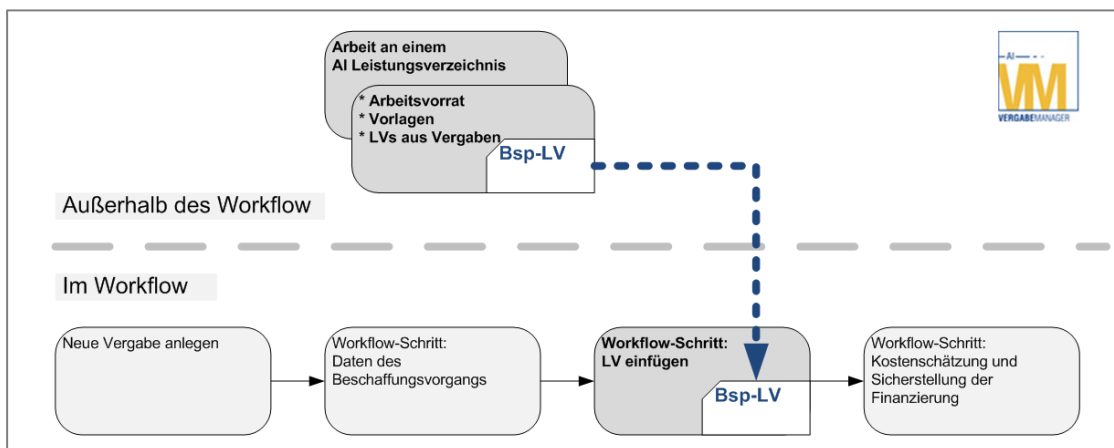 Arbeit an einem
AI Leistungsverzeichnis
* Arbeitsvorrat
* Vorlagen
* LVs aus Vergaben
Bsp-LV
AI
VM
VERGABEMANAGER
Außerhalb des Workflow
Im Workflow
Neue Vergabe anlegen
Workflow-Schritt:
Daten des
Beschaffungsvorgangs
Workflow-Schritt:
LV einfügen
Bsp-LV
Workflow-Schritt:
Kostenschätzung und
Sicherstellung der
Finanzierung